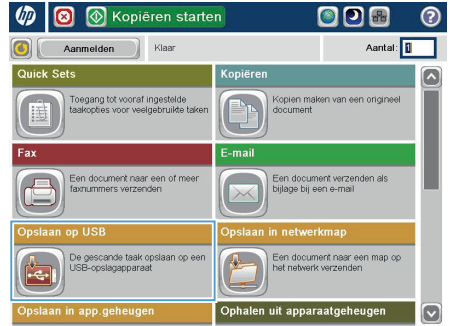 hp
Kopiëren starten
?
Aanmelden
Klaar
Aantal: 1
Quick Sets
Toegang tot vooraf ingestelde
taakopties voor veelgebruikte taken
Kopiëren
Kopien maken van een origineel
document
Fax
Een document naar een of meer
faxnummers verzenden
E-mail
Een document verzenden als
bijlage bij een e-mail
Opslaan op USB
De gescande taak opslaan op een
USB-opslagapparaat
Opslaan in netwerkmap
Een document naar een map op
het netwerk verzenden
Opslaan in app.geheugen
Ophalen uit apparaatgeheugen